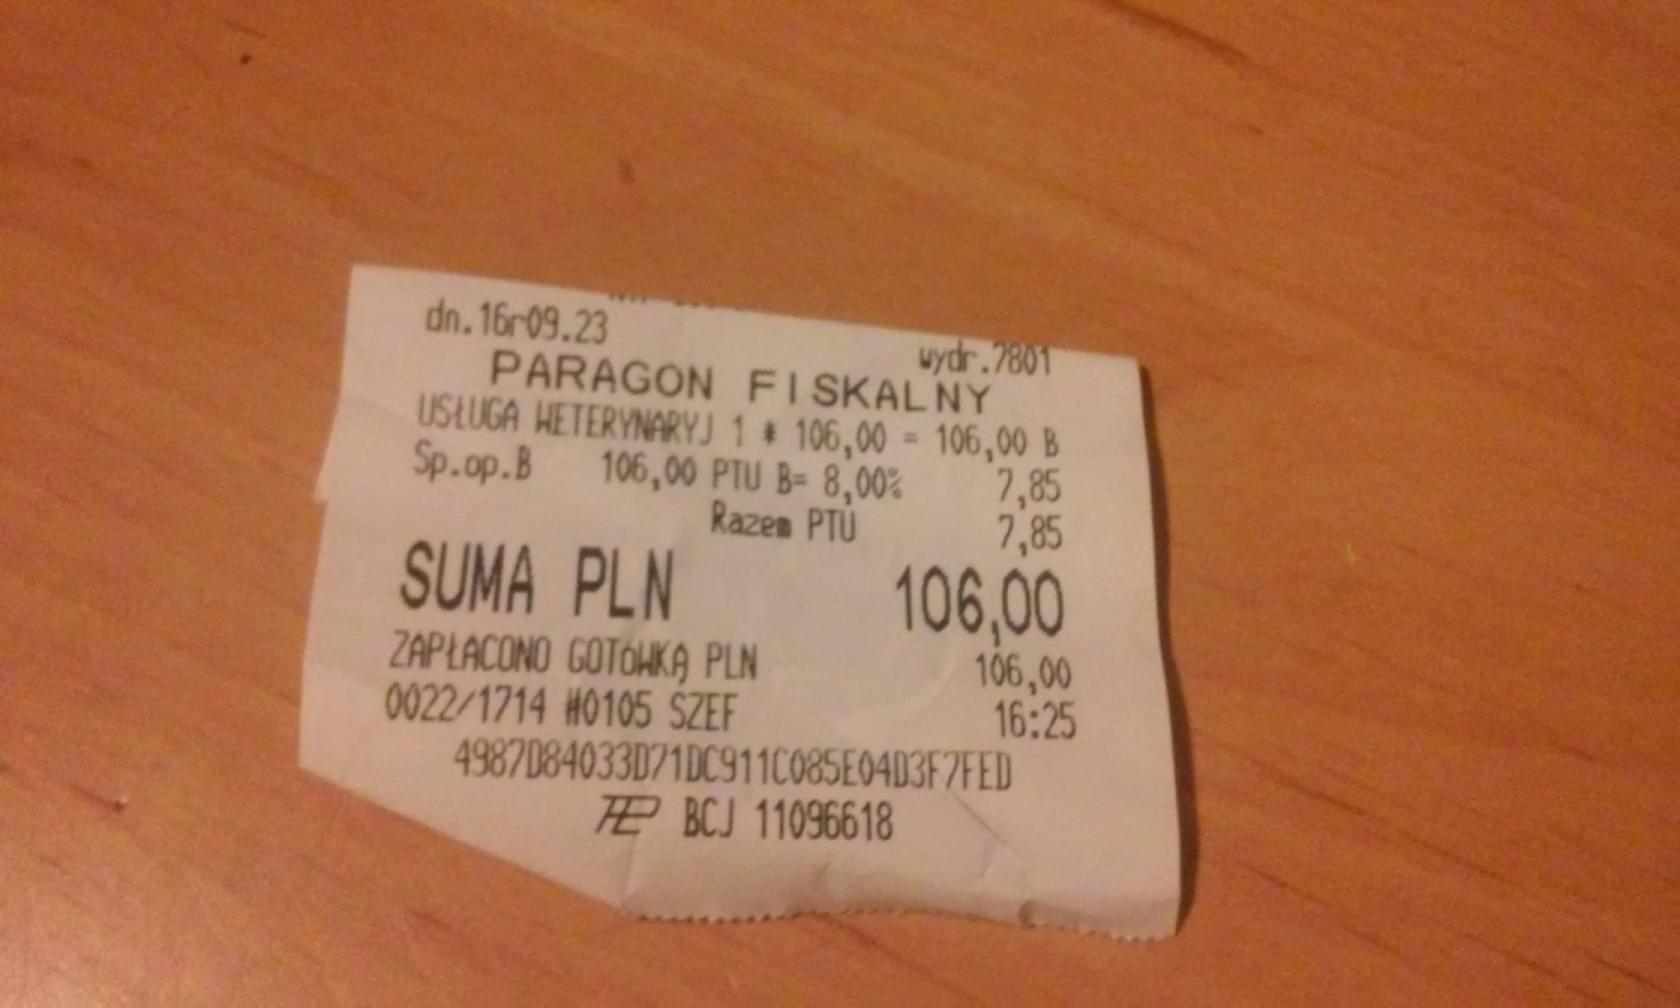 dn.16r09.23 wydr.7801
PARAGON FISKALNY
USŁUGA WETERYNARYJ 1 * 106,00 = 106,00 B
Sp.op.B 106,00 PTU B= 8,00% 7,85
Razem PTU 7,85
SUMA PLN 106,00
ZAPŁACONO GOTÓWKĄ PLN 106,00
0022/1714 #0105 SZEF 16:25
4987D84033D71DC911C085E04D3F7FED
BCJ 11096618